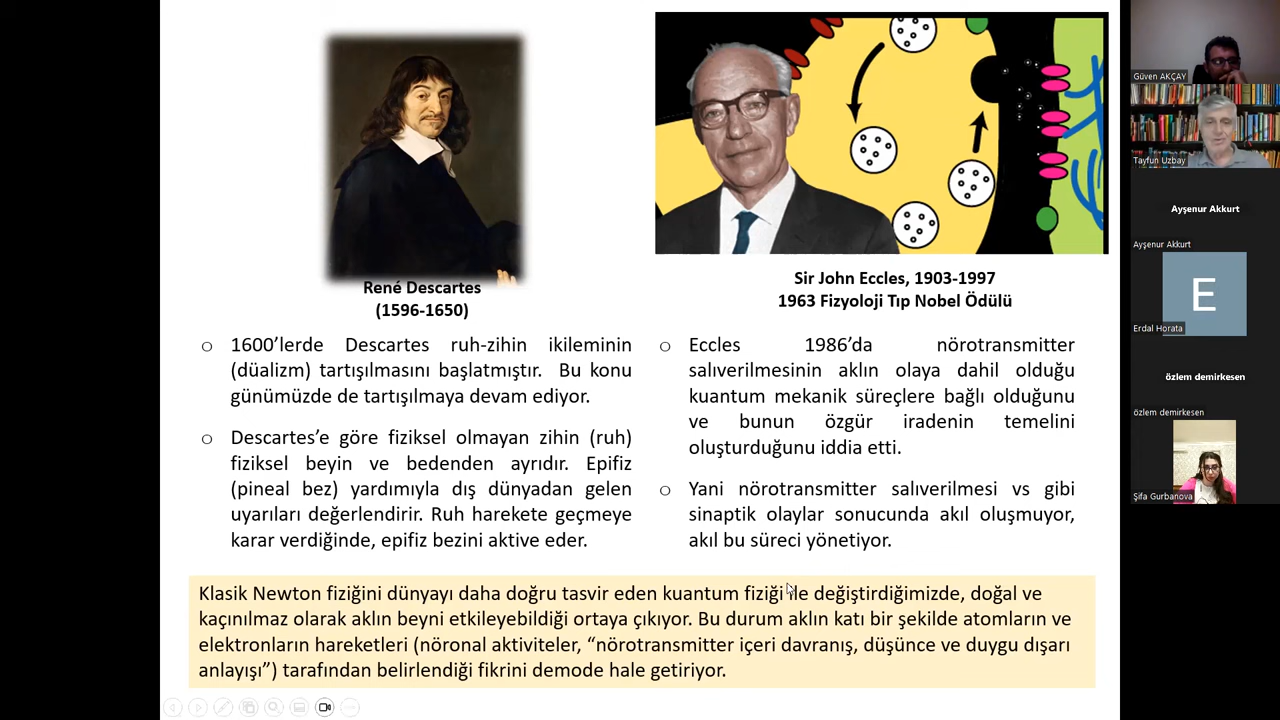 René Descartes
(1596-1650)
Sir John Eccles, 1903-1997
1963 Fizyoloji Tıp Nobel Ödülü
o 1600’lerde Descartes ruh-zihin ikileminin
(düalizm) tartışılmasını başlatmıştır. Bu konu
günümüzde de tartışılmaya devam ediyor.
o Descartes’e göre fiziksel olmayan zihin (ruh)
fiziksel beyin ve bedenden ayrıdır. Epifiz
(pineal bez) yardımıyla dış dünyadan gelen
uyarıları değerlendirir. Ruh harekete geçmeye
karar verdiğinde, epifiz bezini aktive eder.
o Eccles 1986’da nörotransmitter
salıverilmesinin aklın olaya dahil olduğu
kuantum mekanik süreçlere bağlı olduğunu
ve bunun özgür iradenin temelini
oluşturduğunu iddia etti.
o Yani nörotransmitter salıverilmesi vs gibi
sinaptik olaylar sonucunda akıl oluşmuyor,
akıl bu süreci yönetiyor.
Klasik Newton fiziğini dünyayı daha doğru tasvir eden kuantum fiziği ile değiştirdiğimizde, doğal ve
kaçınılmaz olarak aklın beyni etkileyebildiği ortaya çıkıyor. Bu durum aklın katı bir şekilde atomların ve
elektronların hareketleri (nöronal aktiviteler, “nörotransmitter içeri davranış, düşünce ve duygu dışarı
anlayışı”) tarafından belirlendiği fikrini demode hale getiriyor.
Güven AKÇAY
Tayfun Uzbay
Ayşenur Akkurt
Ayşenur Akkurt
E
Erdal Horata
özlem demirkesen
özlem demirkesen
Şifa Gurbanova